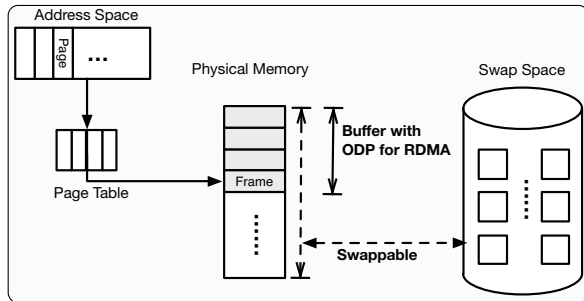 Address Space
Page
...
Physical Memory
Swap Space
Buffer with
ODP for RDMA
Page Table
Frame
Swappable